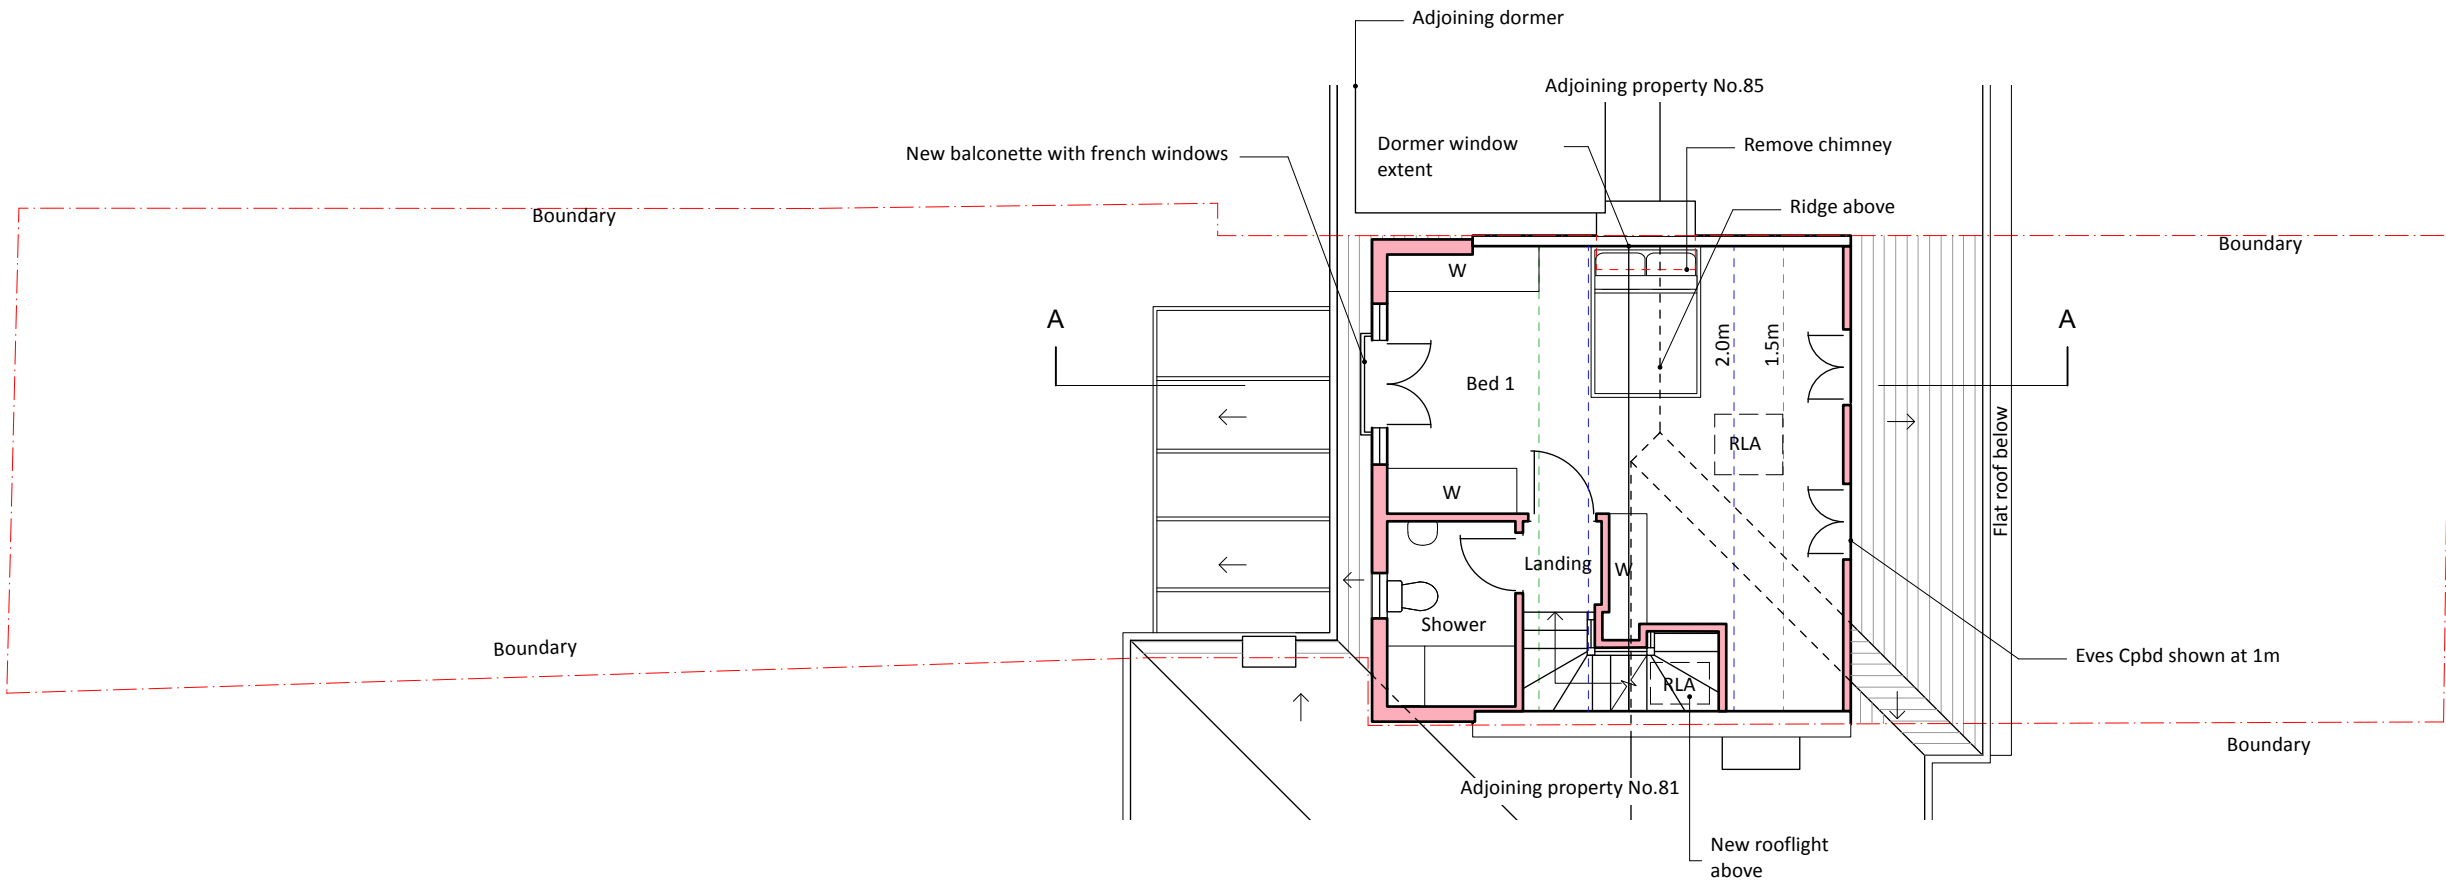 Adjoining dormer
Adjoining property No.85
Dormer window
extent
Remove chimney
New balconette with french windows
Ridge above
Boundary
Boundary
W
A
A
2.0m
1.5m
Bed 1
RLA
Flat roof below
W
Landing
W
Shower
Boundary
Eves Cpbd shown at 1m
RLA
Boundary
Adjoining property No.81
New rooflight
above